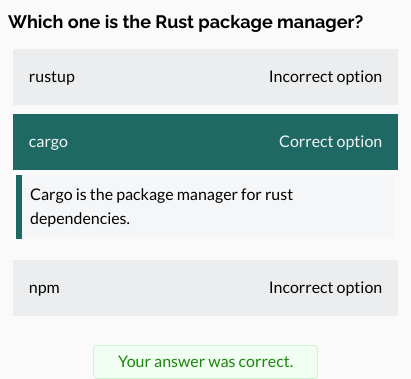 Which one is the Rust package manager?
rustup Incorrect option
cargo Correct option
Cargo is the package manager for rust
dependencies.
npm Incorrect option
Your answer was correct.